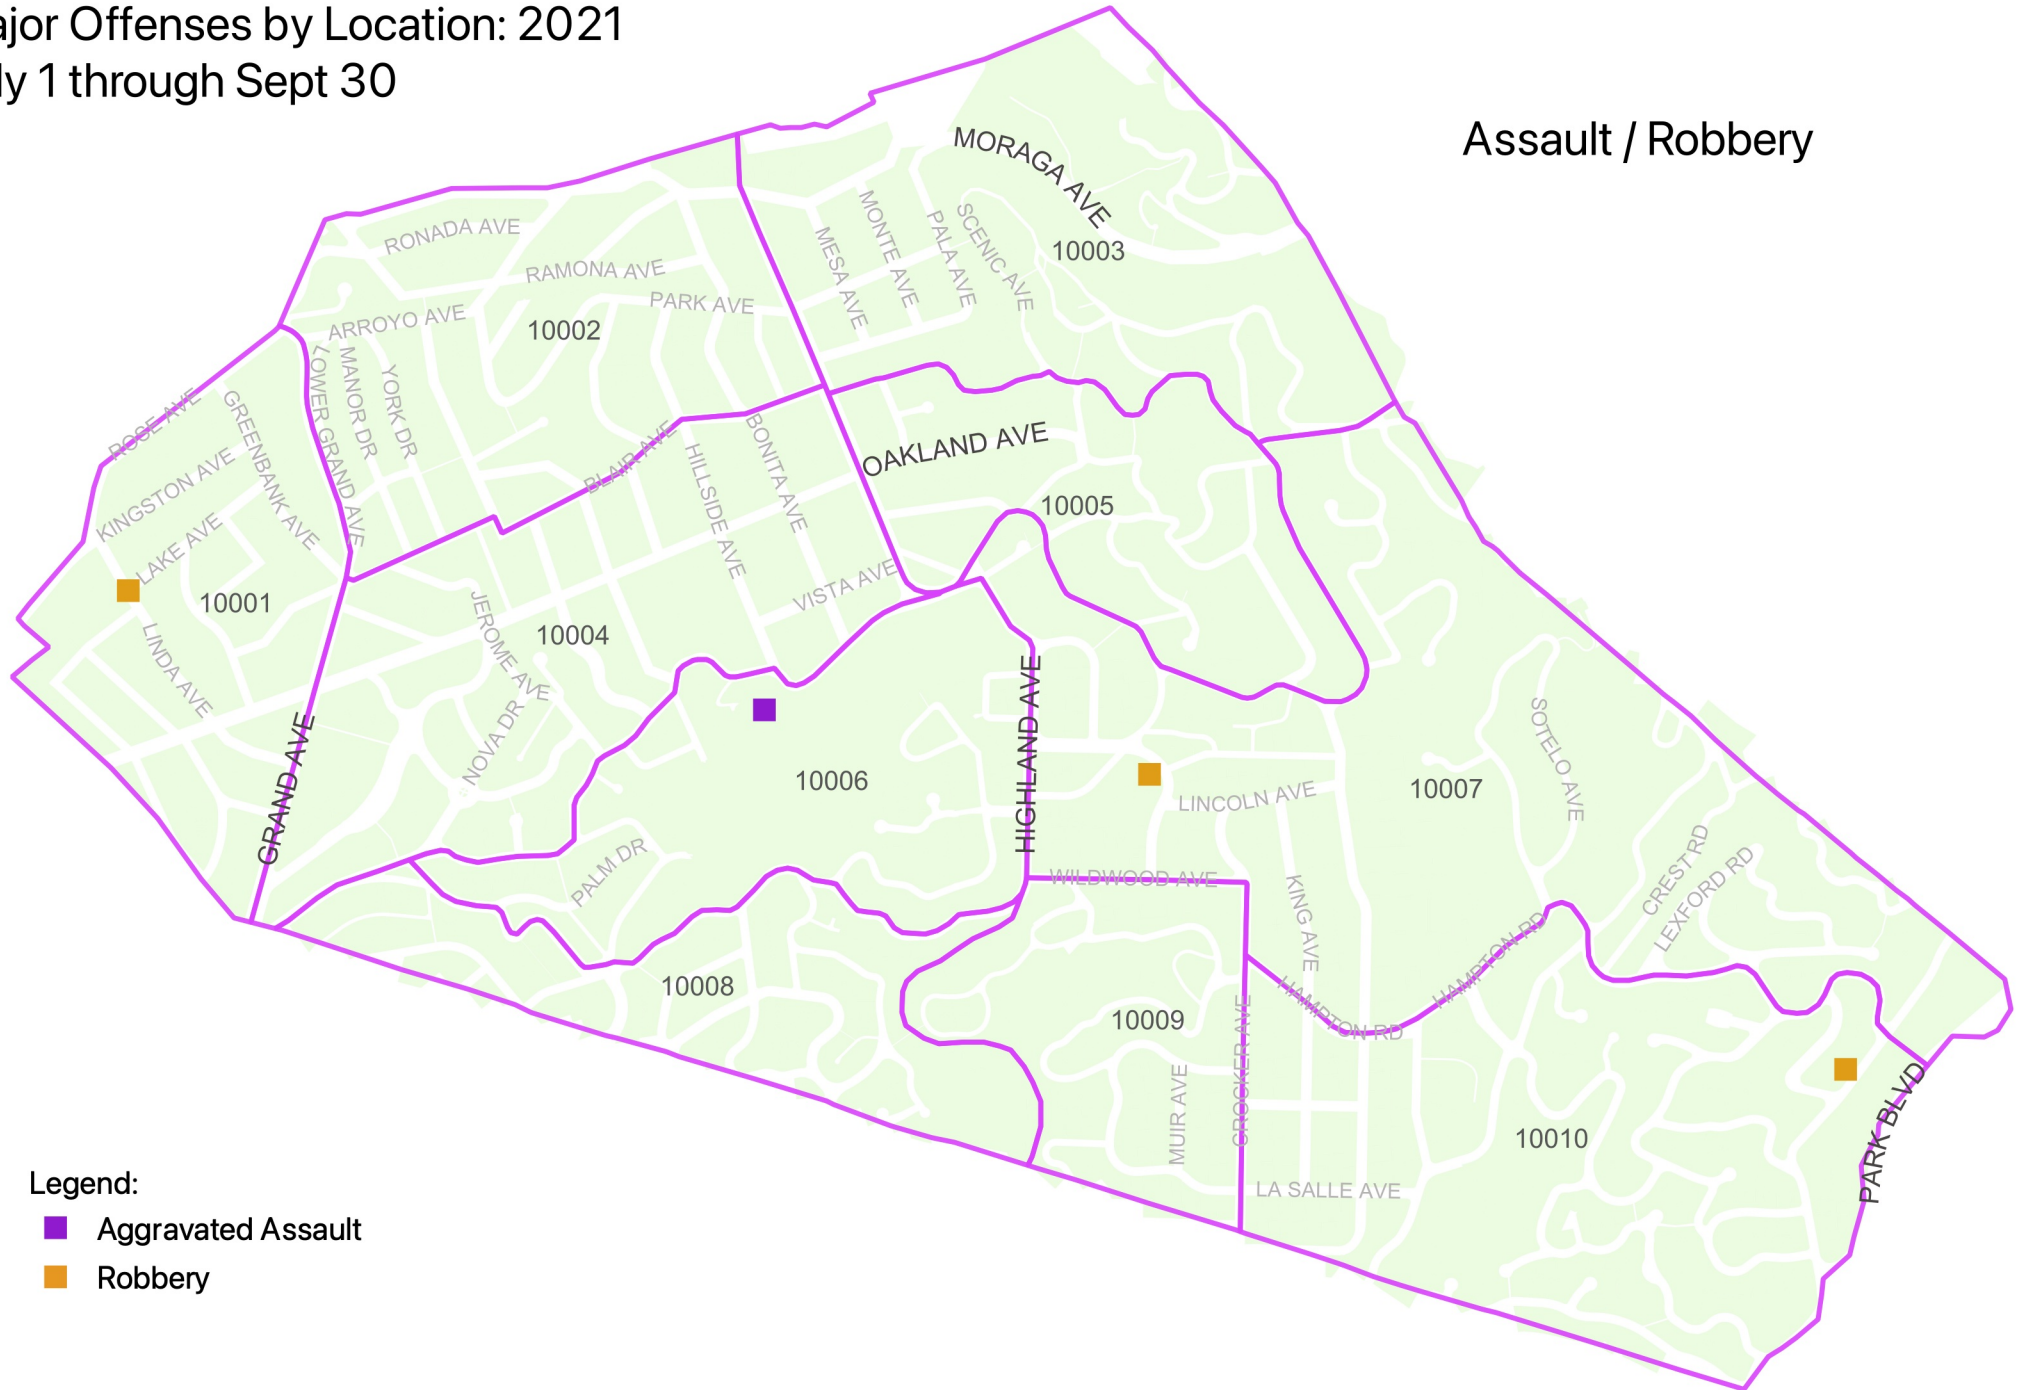 ajor Offenses by Location: 2021
ly 1 through Sept 30
Assault / Robbery
MORAGA AVE
10003
RONADA AVE
RAMONA AVE
PARK AVE
ARROYO AVE
10002
MESA AVE
MONTE AVE
PALA AVE
SCENIC AVE
LOWER GRAND AVE
MANOR DR
YORK DR
ROSE AVE
GREENBANK AVE
KINGSTON AVE
LAKE AVE
10001
LINDA AVE
GRAND AVE
BLAIR AVE
HILLSIDE AVE
BONITA AVE
VISTA AVE
JEROME AVE
10004
NOVA DR
OAKLAND AVE
10005
10006
PALM DR
HIGHLAND AVE
LINCOLN AVE
10007
SOTELO AVE
CREST RD
LEXFORD RD
WILDWOOD AVE
KING AVE
HAMPTON RD
HAMPTON RD
10008
10009
CROCKER AVE
MUIR AVE
LA SALLE AVE
10010
PARK BLVD
Legend:
Aggravated Assault
Robbery